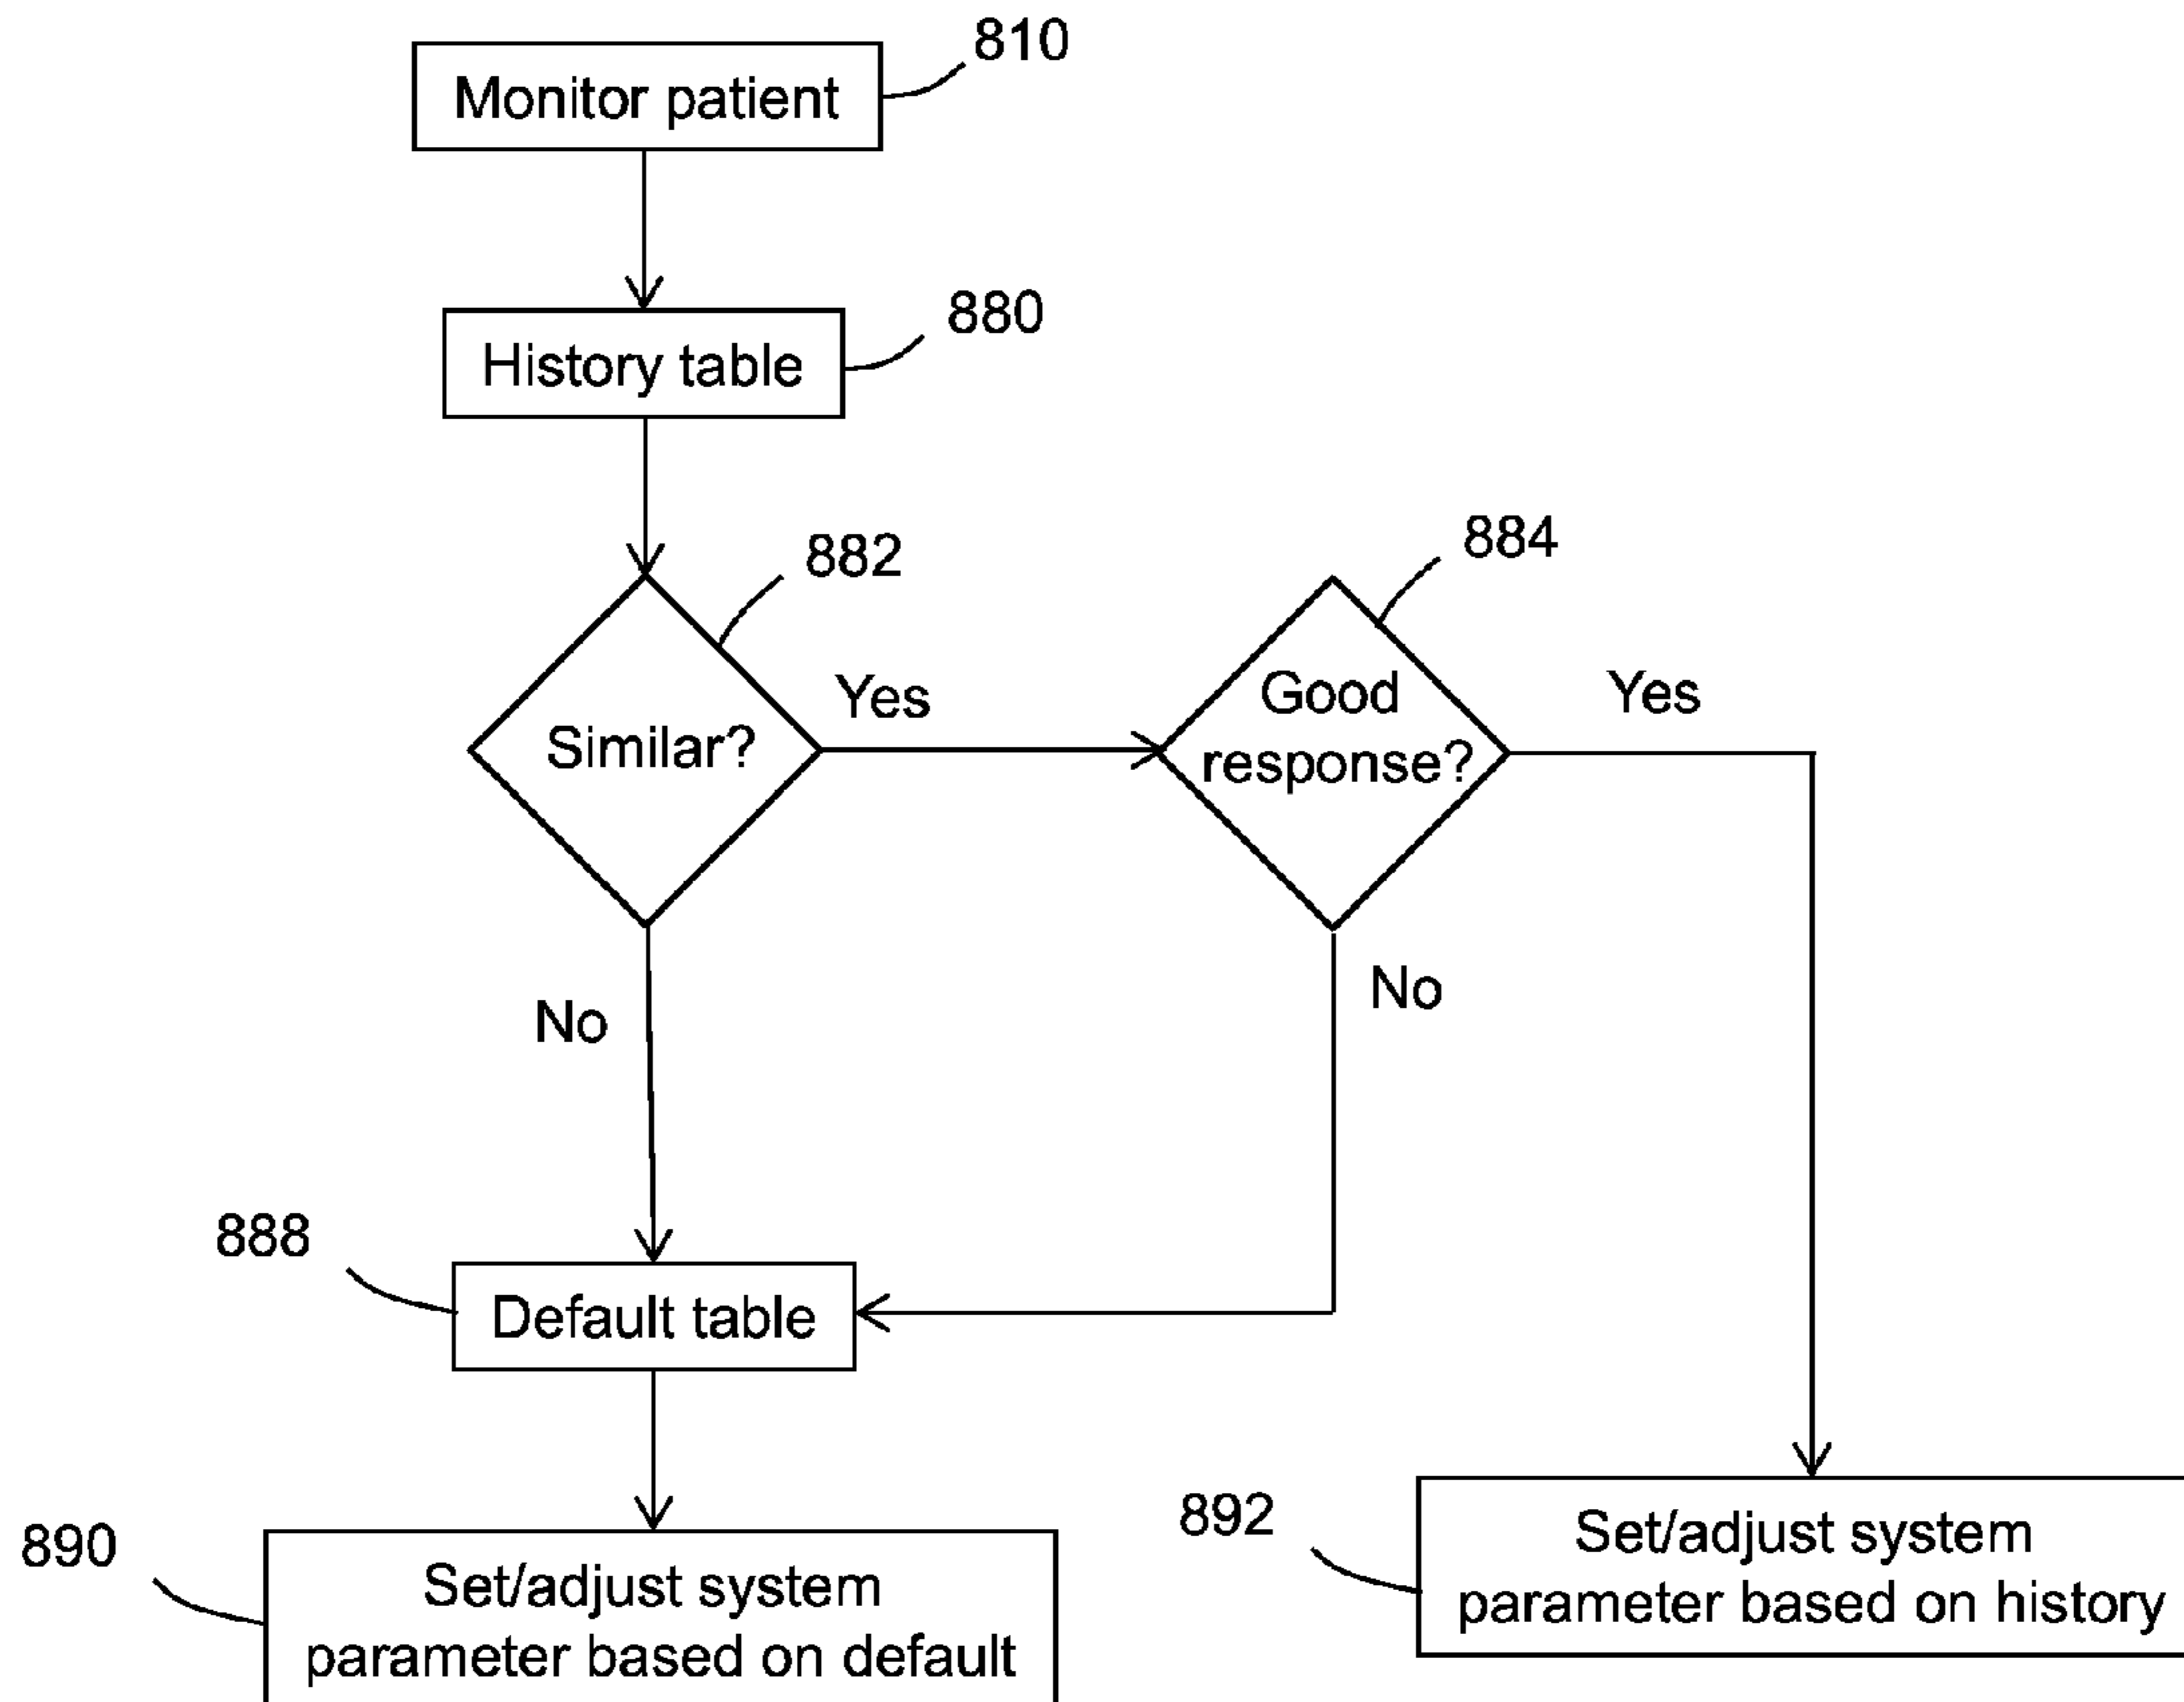 810
Monitor patient
880
History table
882
884
Similar?
Yes
Good
response?
Yes
No
No
888
Default table
890
Set/adjust system
parameter based on default
892
Set/adjust system
parameter based on history